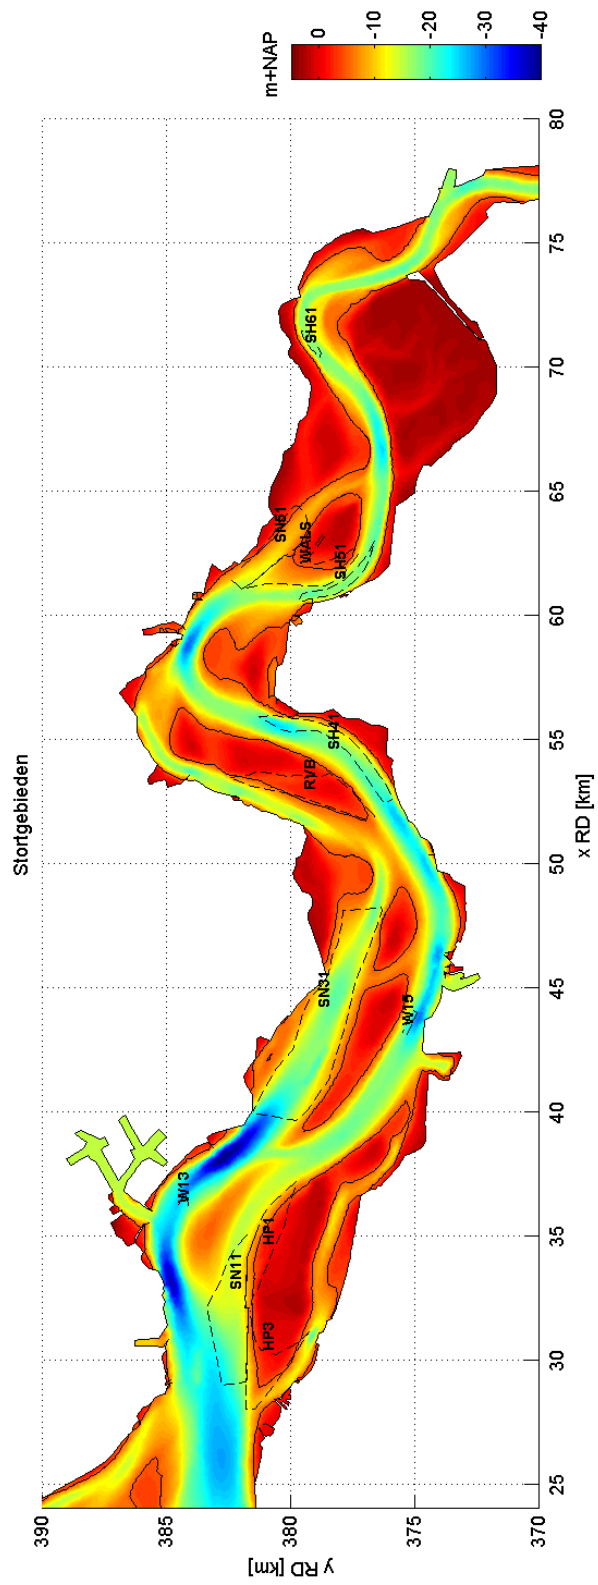 Stortgebieden
y RD [km]
390
385
380
375
370
W13
SN11
HP1
HP3
SN31
W15
RVB
SH41
SN51
WALS
SH51
SH61
25
30
35
40
45
50
55
60
65
70
75
80
x RD [km]
m+NAP
0
-10
-20
-30
-40